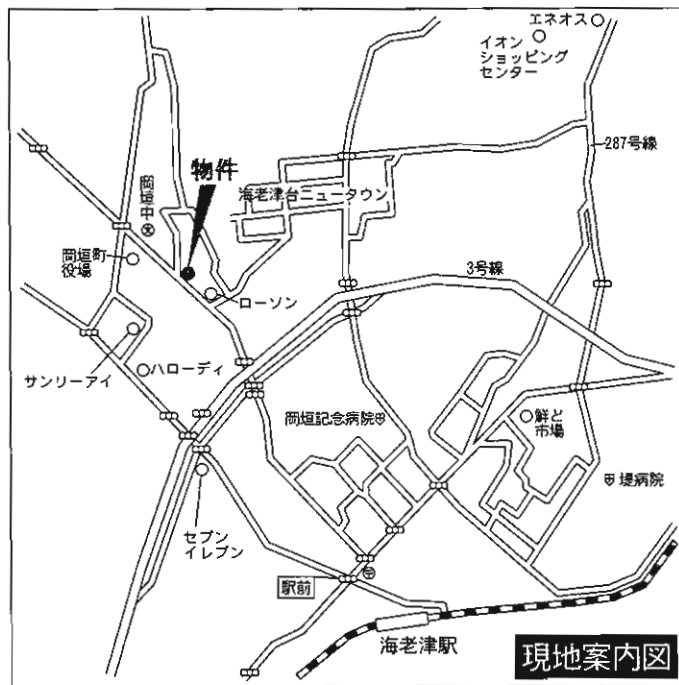 エネオス
イオン
ショッピング
センター
287号線
物件
岡垣中
海老津台ニュータウン
岡垣町
役場
3号線
ローソン
サンリーアイ
ハローディ
岡垣記念病院
鮮ど
市場
堤病院
セブン
イレブン
駅前
海老津駅
現地案内図